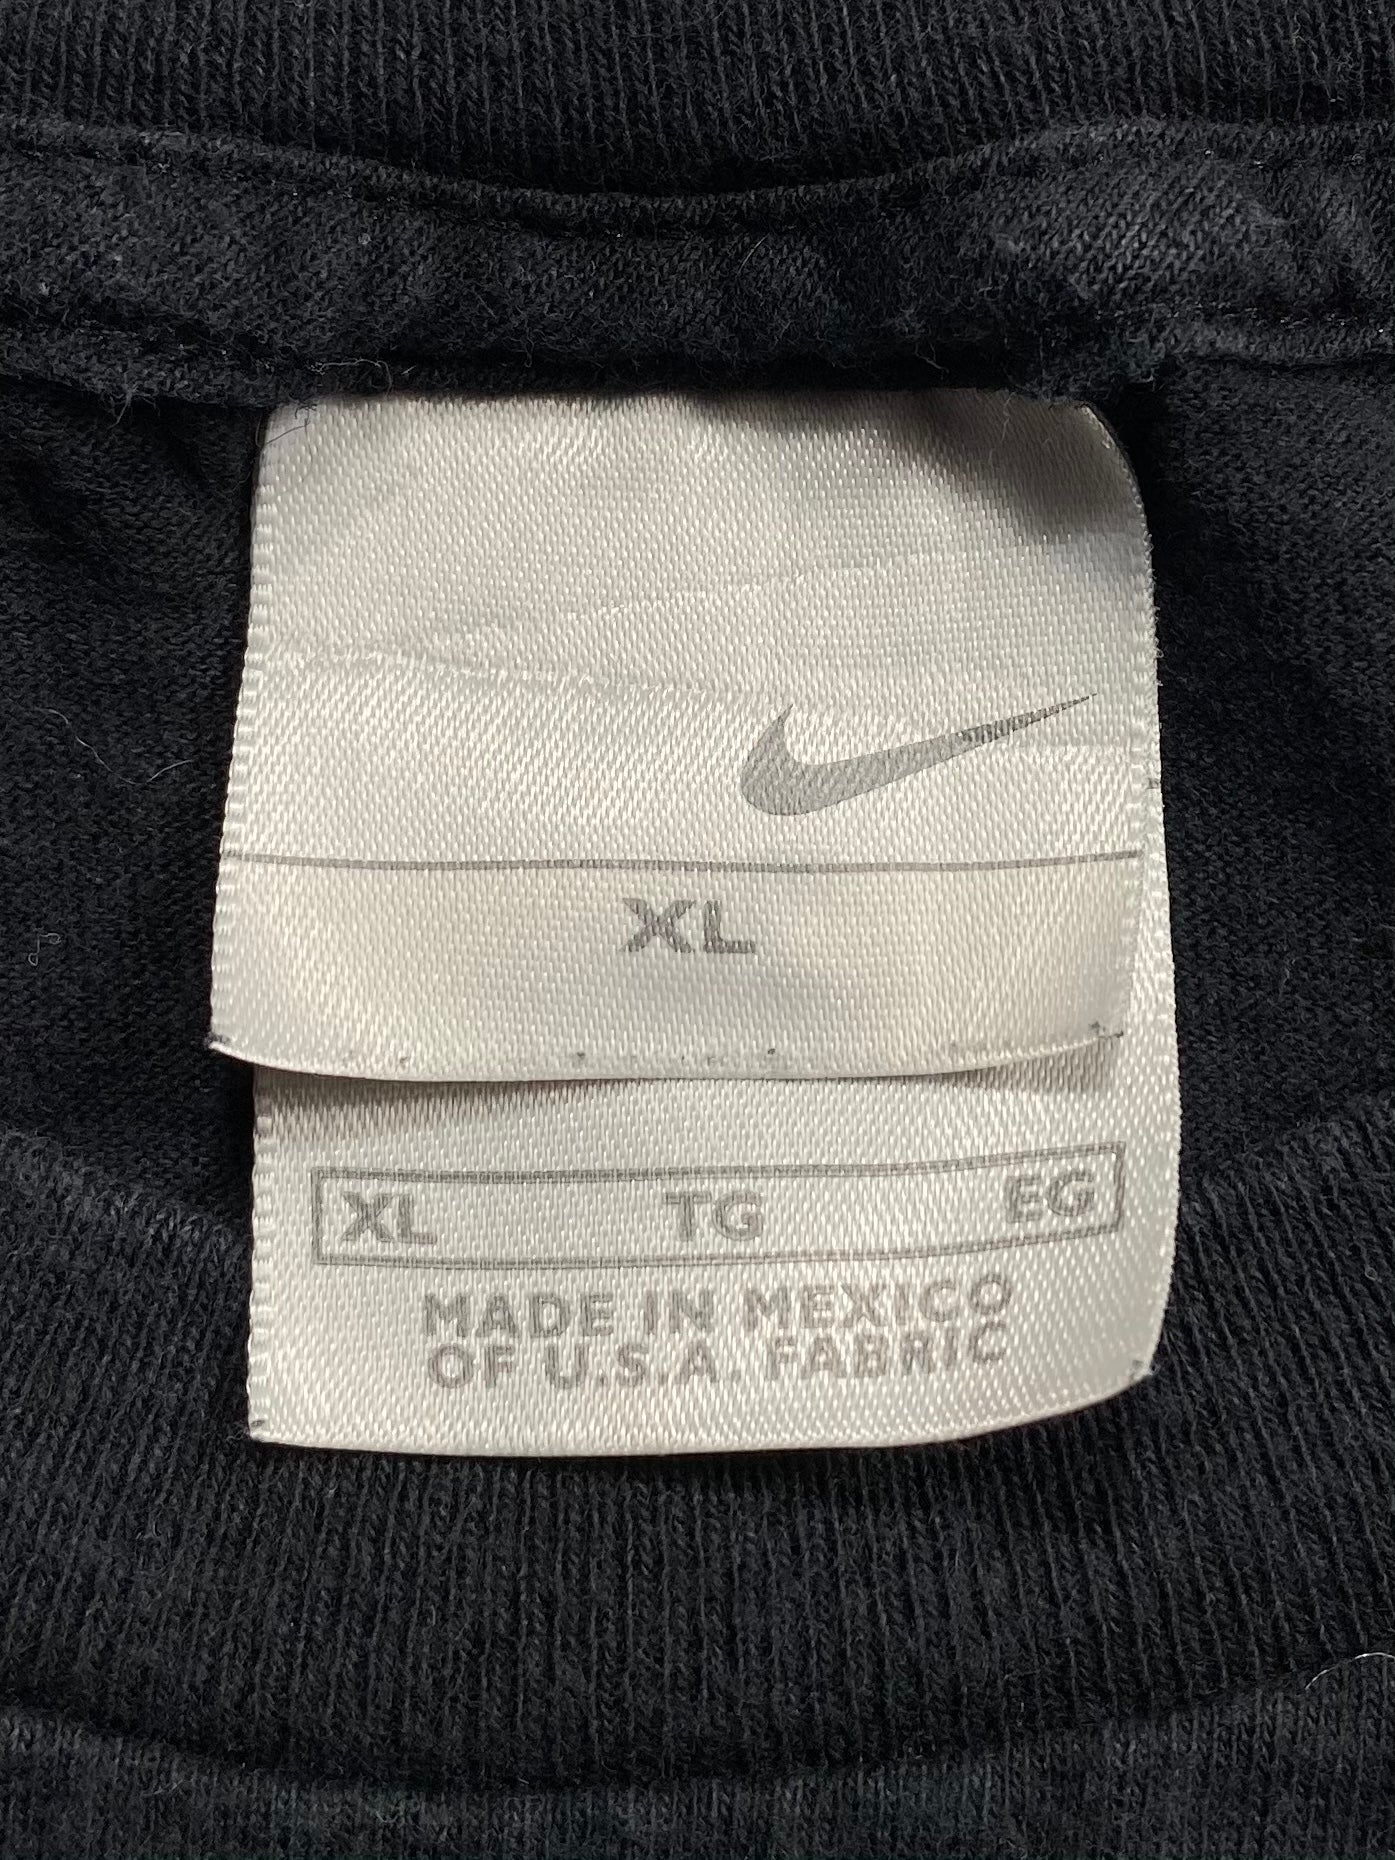 XL
XL TG EG
MADE IN MEXICO
OF U.S.A. FABRIC